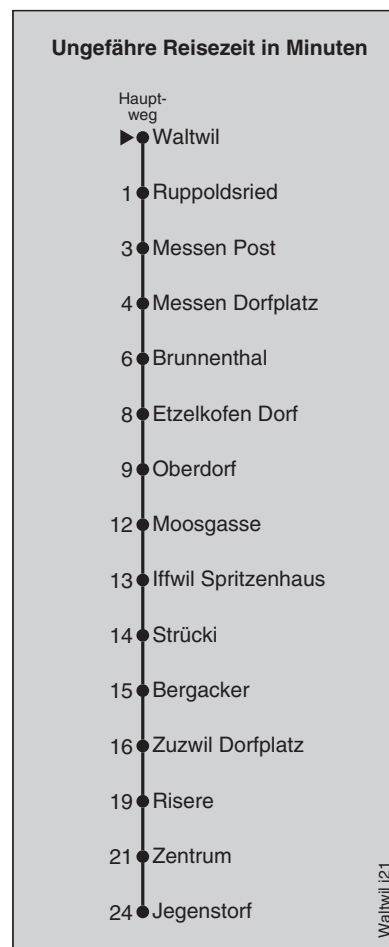 Ungefähre Reisezeit in Minuten
Haupt-
weg
Waltwil
1 Ruppoldsried
3 Messen Post
4 Messen Dorfplatz
6 Brunnenthal
8 Etzelkofen Dorf
9 Oberdorf
12 Moosgasse
13 Iffwil Spritzenhaus
14 Strücki
15 Bergacker
16 Zuzwil Dorfplatz
19 Risere
21 Zentrum
24 Jegenstorf
Waltwil j21